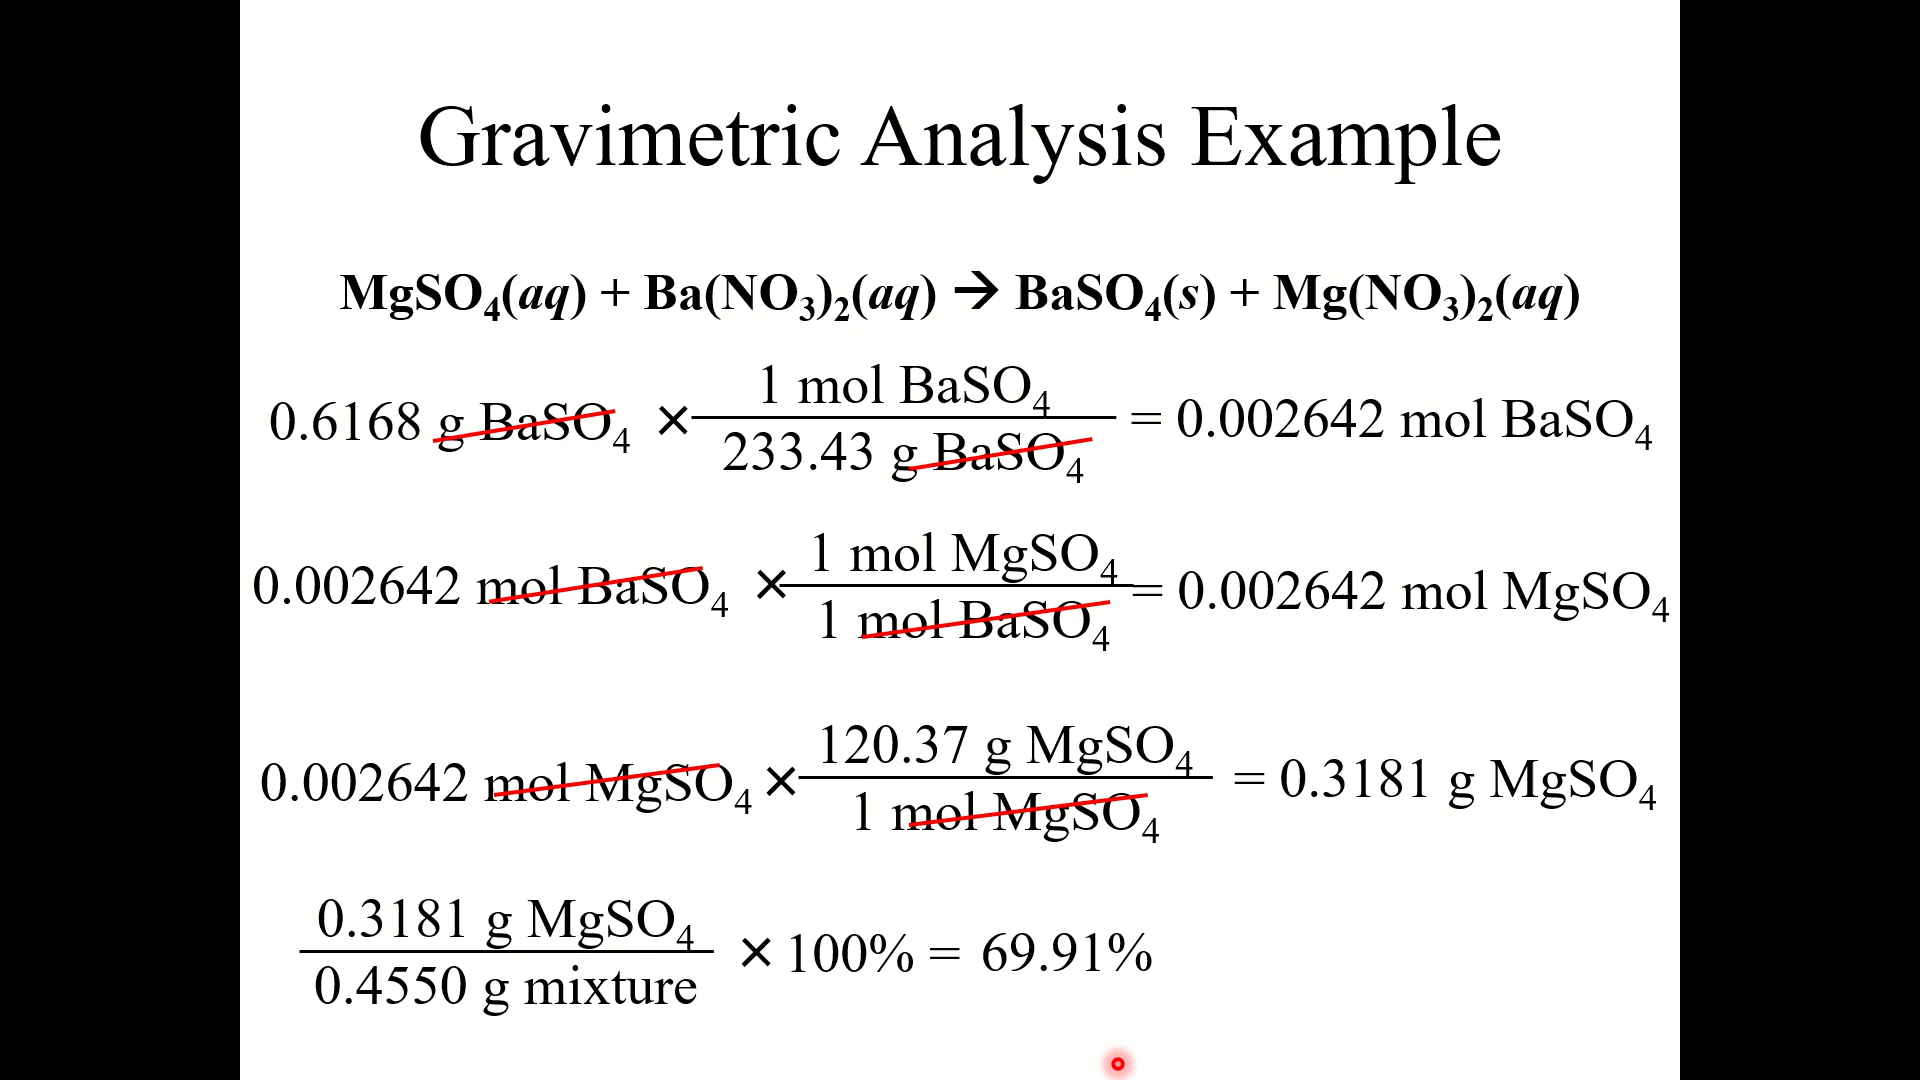 Gravimetric Analysis Example
MgSO₄(aq) + Ba(NO₃)₂(aq) → BaSO₄(s) + Mg(NO₃)₂(aq)
0.6168 g BaSO₄ × 1 mol BaSO₄ / 233.43 g BaSO₄ = 0.002642 mol BaSO₄
0.002642 mol BaSO₄ × 1 mol MgSO₄ / 1 mol BaSO₄ = 0.002642 mol MgSO₄
0.002642 mol MgSO₄ × 120.37 g MgSO₄ / 1 mol MgSO₄ = 0.3181 g MgSO₄
0.3181 g MgSO₄ / 0.4550 g mixture × 100% = 69.91%